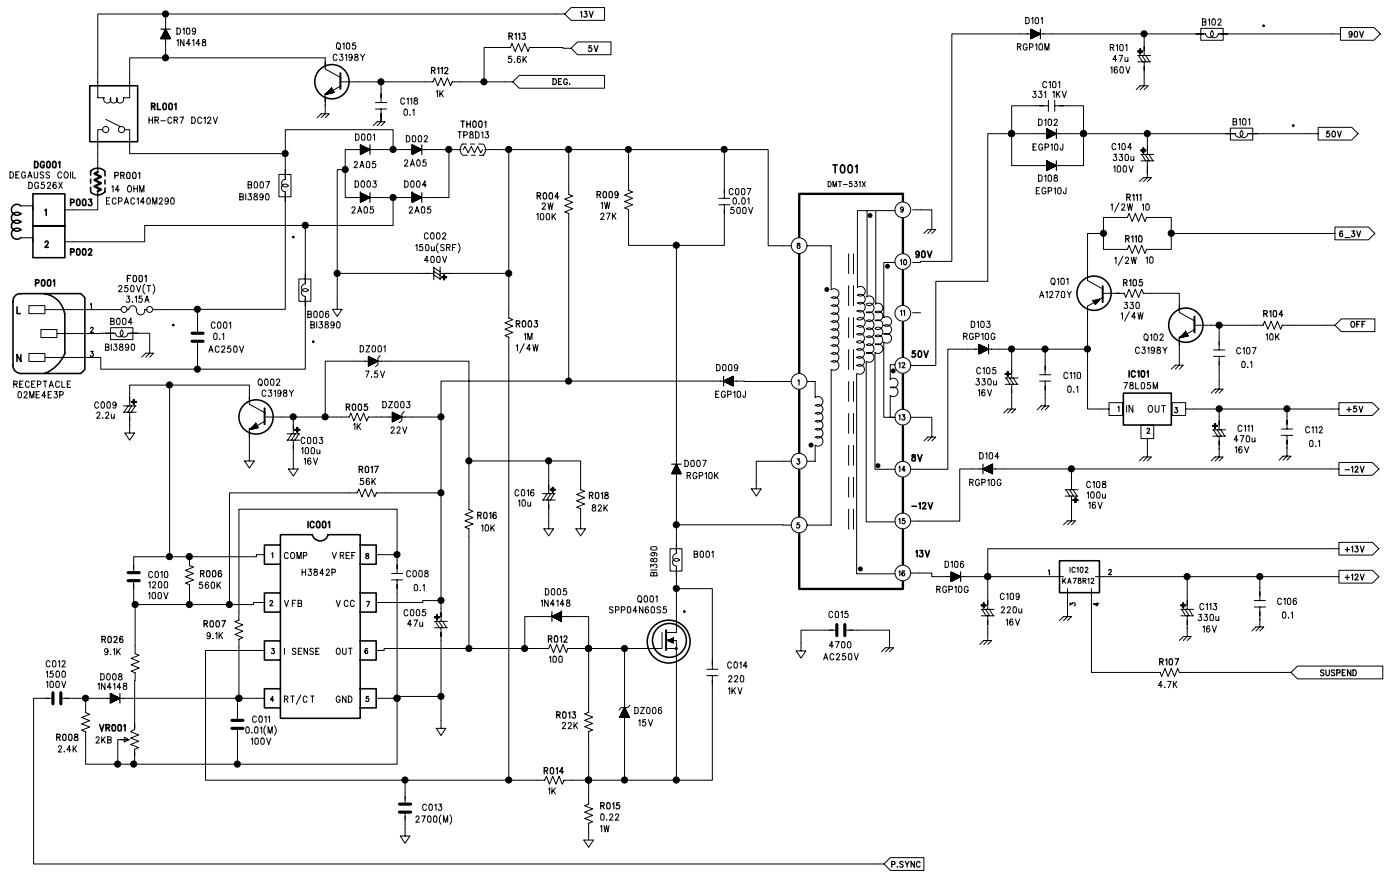 13V
D109
1N4148
Q105
C3198Y
R113
5.6K
5V
R112
1K
DEG.
C118
0.1
RL001
HR-CR7 DC12V
DG001
DEGAUSS COIL
DG526X
P003
1
2
P002
PR001
14 OHM
ECPAC140M290
B007
BI3890
D001
2A05
D002
2A05
D003
2A05
D004
2A05
TH001
TP8D13
R004
2W
100K
R009
1W
27K
C007
0.01
500V
C002
150u(SRF)
400V
P001
L
N
1
2
3
RECEPTACLE
02ME4E3P
F001
250V(T)
3.15A
B004
BI3890
C001
0.1
AC250V
B006
BI3890
R003
1M
1/4W
DZ001
7.5V
Q002
C3198Y
C009
2.2u
R005
1K
DZ003
22V
C003
100u
16V
D009
EGP10J
R017
56K
R016
10K
C016
10u
R018
82K
D007
RGP10K
IC001
H3842P
1 COMP
2 VFB
3 I SENSE
4 RT/CT
VREF 8
VCC 7
OUT 6
GND 5
C010
1200
100V
R006
560K
R007
9.1K
R026
9.1K
C008
0.1
C005
47u
C012
1500
100V
D008
1N4148
R008
2.4K
VR001
2KB
C011
0.01(M)
100V
D005
1N4148
R012
100
R013
22K
DZ006
15V
Q001
SPP04N60S5
BI3890
B001
C014
220
1KV
R014
1K
R015
0.22
1W
C013
2700(M)
P.SYNC
T001
DMT-531X
8
1
3
5
9
10
11
12
13
14
15
16
90V
50V
8V
-12V
13V
C015
4700
AC250V
D101
RGP10M
R101
47u
160V
B102
90V
C101
331 1KV
D102
EGP10J
D108
EGP10J
C104
330u
100V
B101
50V
R111
1/2W 10
R110
1/2W 10
6_3V
Q101
A1270Y
R105
330
1/4W
Q102
C3198Y
R104
10K
OFF
C107
0.1
D103
RGP10G
C105
330u
16V
C110
0.1
IC101
78L05M
1 IN OUT 3
2
C111
470u
16V
C112
0.1
+5V
D104
RGP10G
C108
100u
16V
-12V
D106
RGP10G
C109
220u
16V
+13V
1
IC102
KA78R12
2
3
4
+12V
C113
330u
16V
C106
0.1
R107
4.7K
SUSPEND